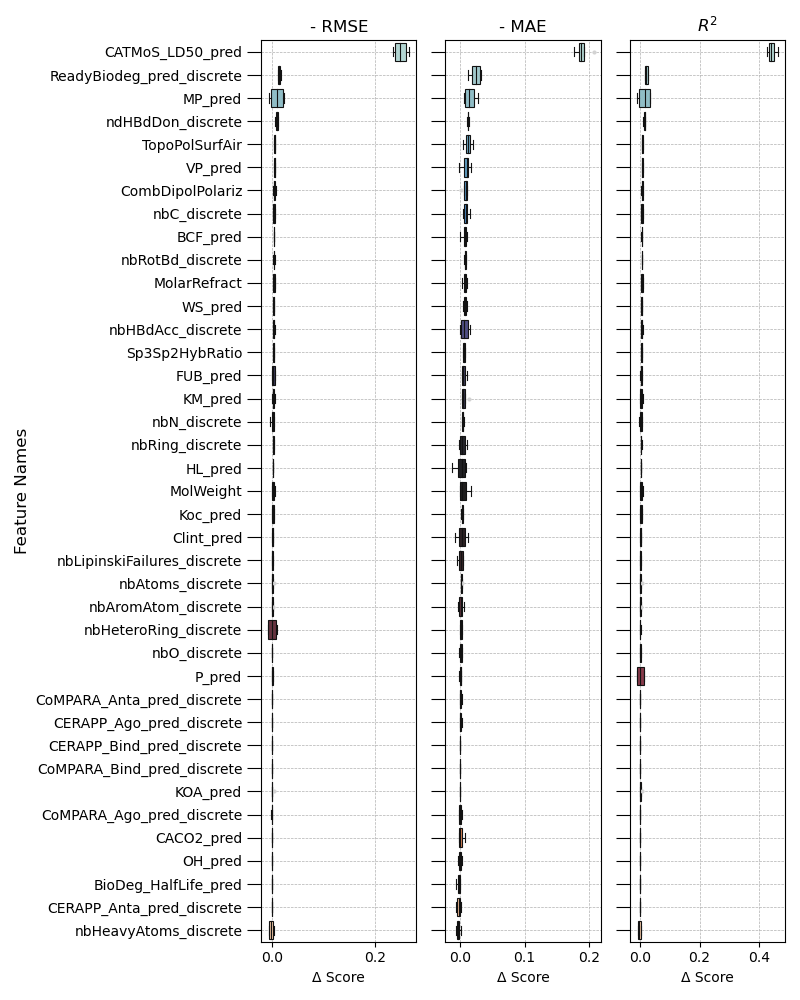 - RMSE
- MAE
R²
Feature Names
CATMoS_LD50_pred
ReadyBiodeg_pred_discrete
MP_pred
ndHBdDon_discrete
TopoPolSurfAir
VP_pred
CombDipolPolariz
nbC_discrete
BCF_pred
nbRotBd_discrete
MolarRefract
WS_pred
nbHBdAcc_discrete
Sp3Sp2HybRatio
FUB_pred
KM_pred
nbN_discrete
nbRing_discrete
HL_pred
MolWeight
Koc_pred
Clint_pred
nbLipinskiFailures_discrete
nbAtoms_discrete
nbAromAtom_discrete
nbHeteroRing_discrete
nbO_discrete
P_pred
CoMPARA_Anta_pred_discrete
CERAPP_Ago_pred_discrete
CERAPP_Bind_pred_discrete
CoMPARA_Bind_pred_discrete
KOA_pred
CoMPARA_Ago_pred_discrete
CACO2_pred
OH_pred
BioDeg_HalfLife_pred
CERAPP_Anta_pred_discrete
nbHeavyAtoms_discrete
0.0 0.2
0.0 0.1 0.2
0.0 0.2 0.4
Δ Score
Δ Score
Δ Score